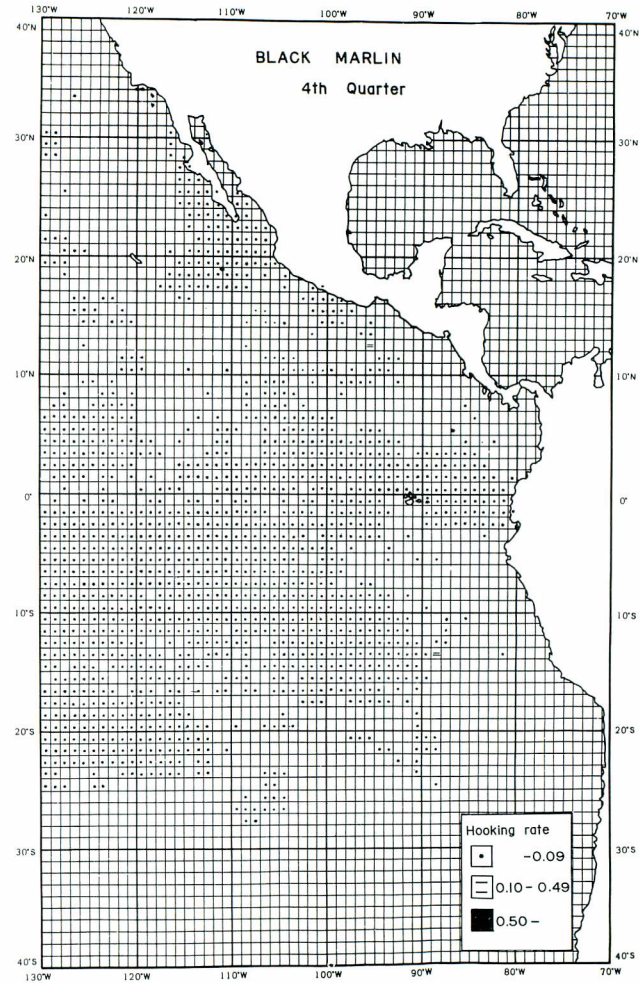 130°W 120°W 110°W 100°W 90°W 80°W 70°W
40°N 40°N
BLACK MARLIN
4th Quarter
30°N 30°N
20°N 20°N
10°N 10°N
0° 0°
10°S 10°S
20°S 20°S
Hooking rate
-0.09
30°S 30°S
0.10 - 0.49
0.50 -
40°S 40°S
130°W 120°W 110°W 100°W 90°W 80°W 70°W